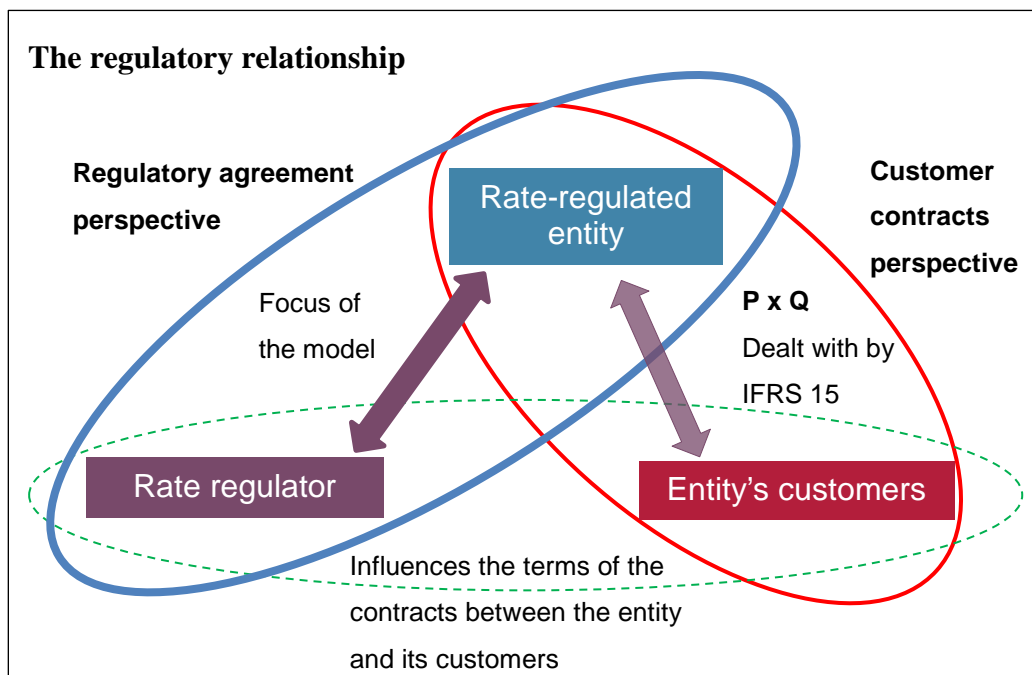 The regulatory relationship
Regulatory agreement
perspective
Rate-regulated
entity
Customer
contracts
perspective
Focus of
the model
P x Q
Dealt with by
IFRS 15
Rate regulator
Entity's customers
Influences the terms of the
contracts between the entity
and its customers